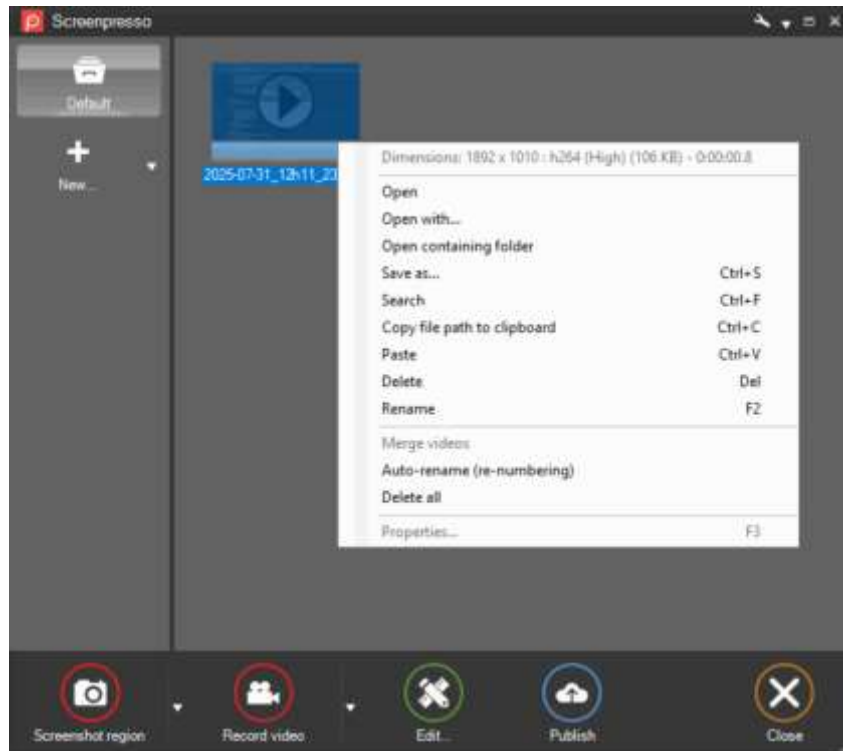 Screenpresso
Default
New...
2025-07-31_12h11_23
Dimensions: 1892 x 1010 : h264 (High) (106 KB) - 0:00:00.8
Open
Open with...
Open containing folder
Save as... Ctrl+S
Search Ctrl+F
Copy file path to clipboard Ctrl+C
Paste Ctrl+V
Delete Del
Rename F2
Merge videos
Auto-rename (re-numbering)
Delete all
Properties... F3
Screenshot region
Record video
Edit...
Publish
Close